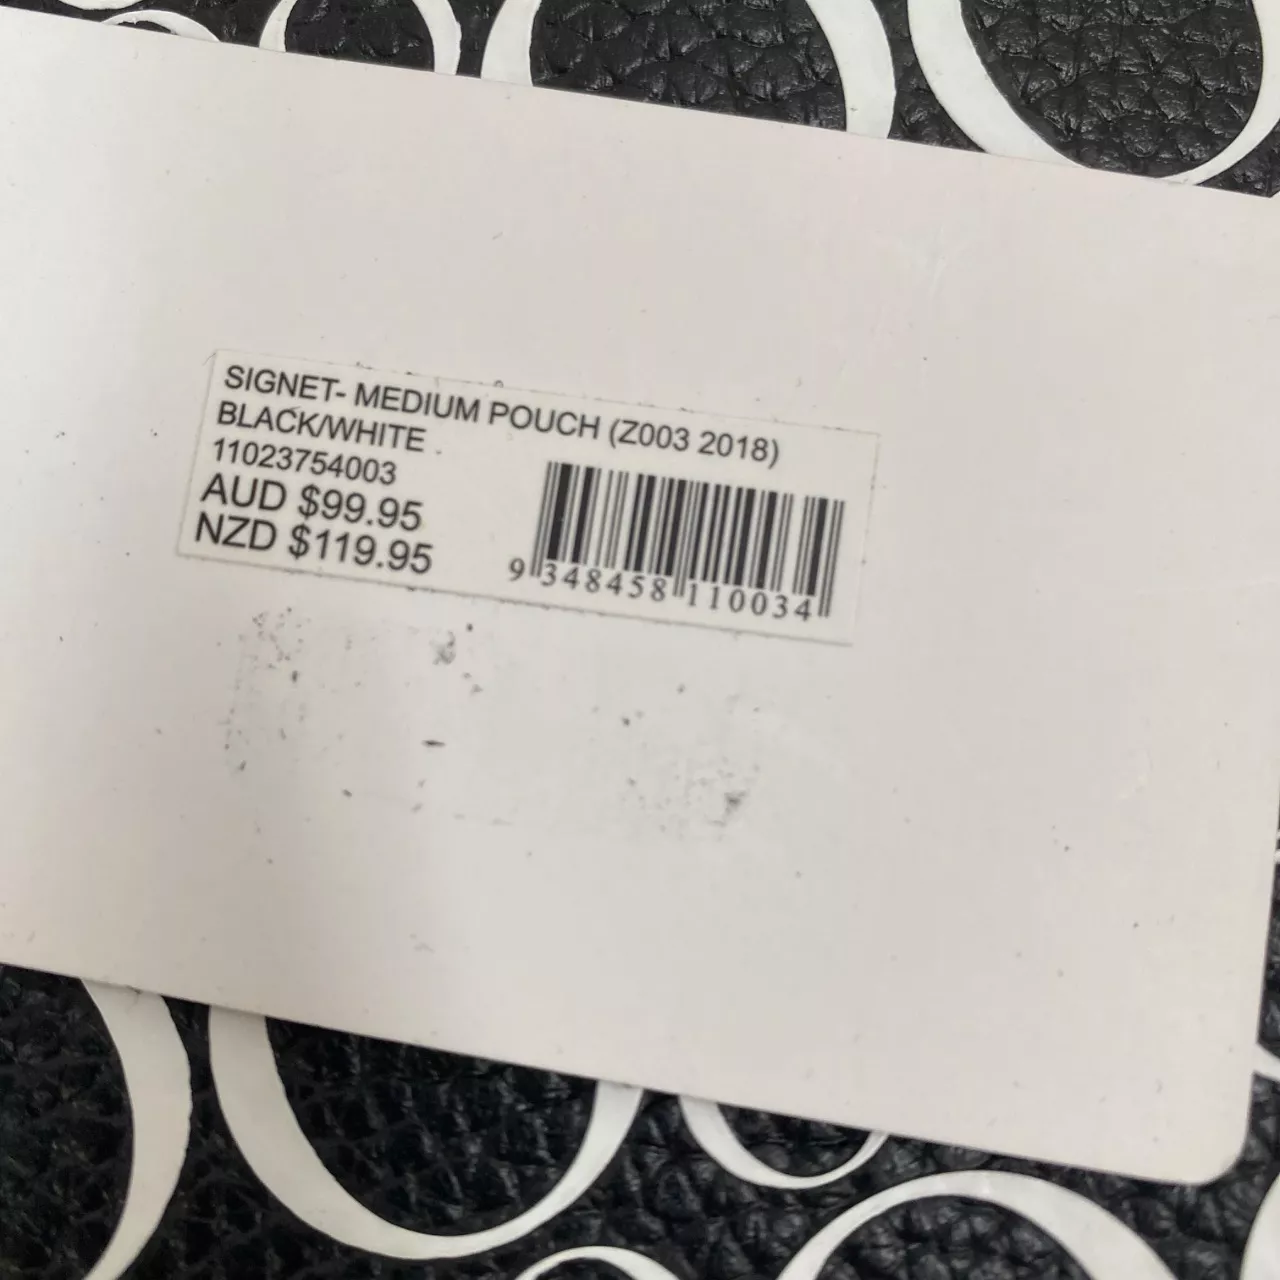 SIGNET- MEDIUM POUCH (Z003 2018)
BLACK/WHITE
11023754003
AUD $99.95
NZD $119.95
9 348458 110034